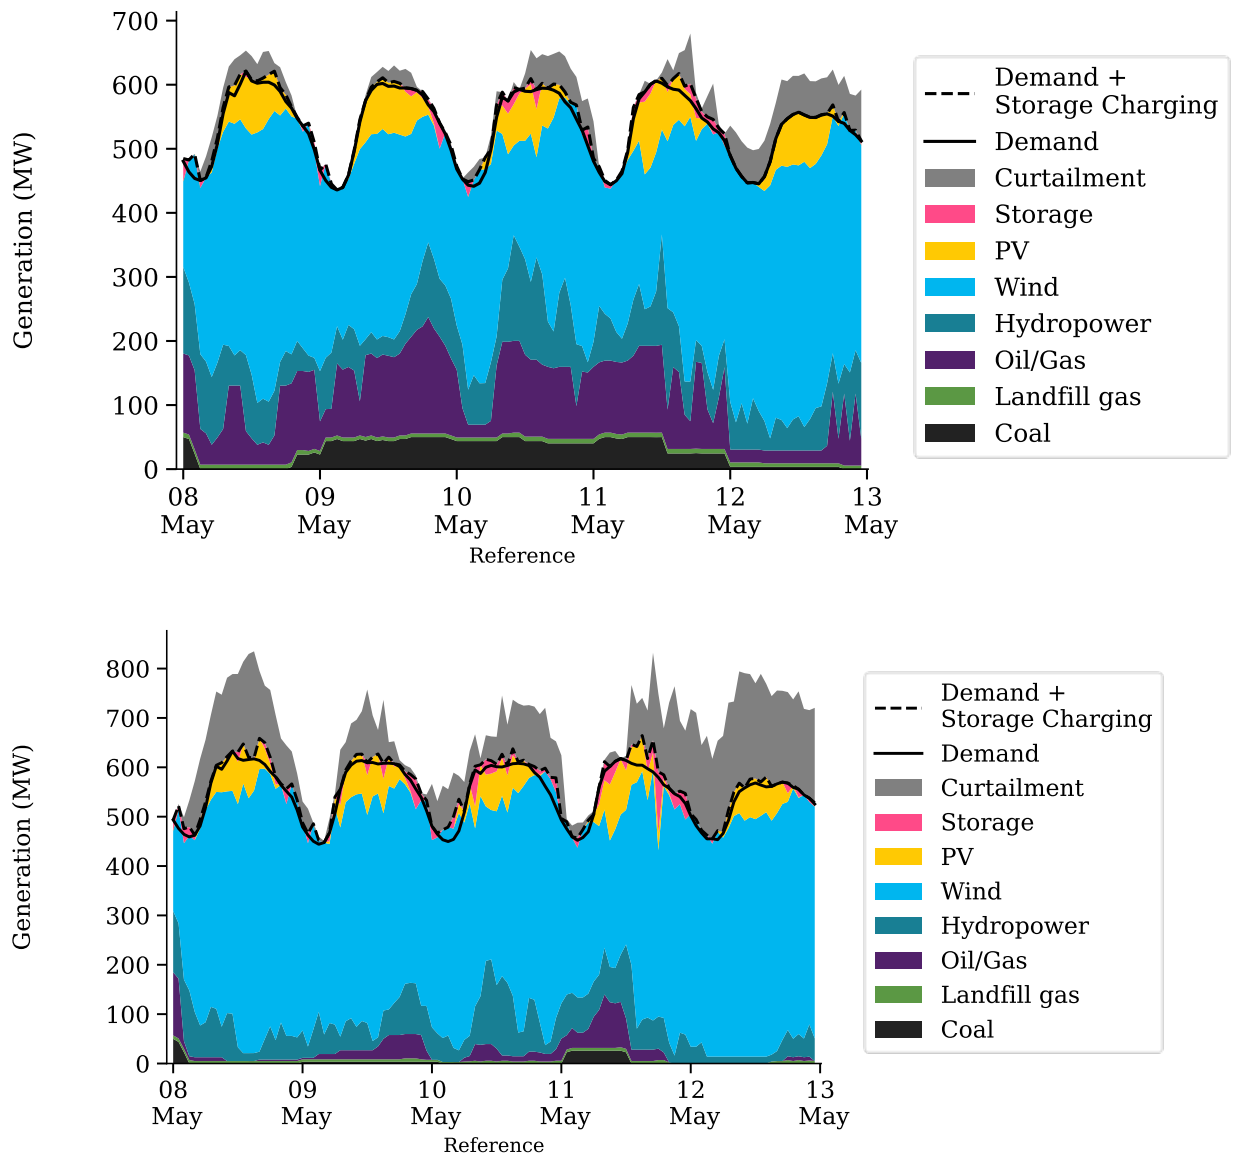 700
600
500
400
300
200
100
0
Generation (MW)
08
May
09
May
10
May
11
May
12
May
13
May
Reference
Demand +
Storage Charging
Demand
Curtailment
Storage
PV
Wind
Hydropower
Oil/Gas
Landfill gas
Coal
800
700
600
500
400
300
200
100
0
Generation (MW)
08
May
09
May
10
May
11
May
12
May
13
May
Reference
Demand +
Storage Charging
Demand
Curtailment
Storage
PV
Wind
Hydropower
Oil/Gas
Landfill gas
Coal